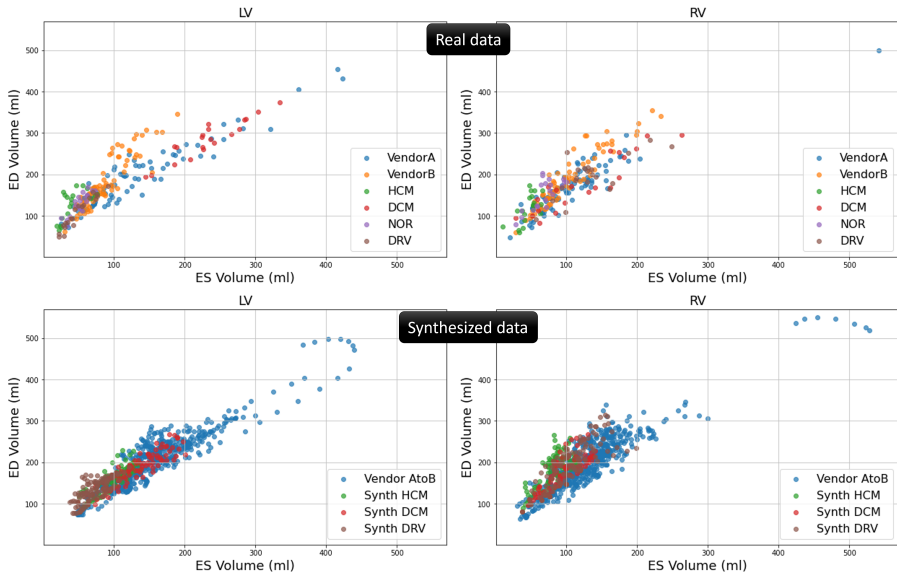 LV
RV
Real data
ED Volume (ml)
500
400
300
200
100
VendorA
VendorB
HCM
DCM
NOR
DRV
100 200 300 400 500
ES Volume (ml)
ED Volume (ml)
500
400
300
200
100
VendorA
VendorB
HCM
DCM
NOR
DRV
100 200 300 400 500
ES Volume (ml)
LV
RV
Synthesized data
ED Volume (ml)
500
400
300
200
100
Vendor AtoB
Synth HCM
Synth DCM
Synth DRV
100 200 300 400 500
ES Volume (ml)
ED Volume (ml)
500
400
300
200
100
Vendor AtoB
Synth HCM
Synth DCM
Synth DRV
100 200 300 400 500
ES Volume (ml)